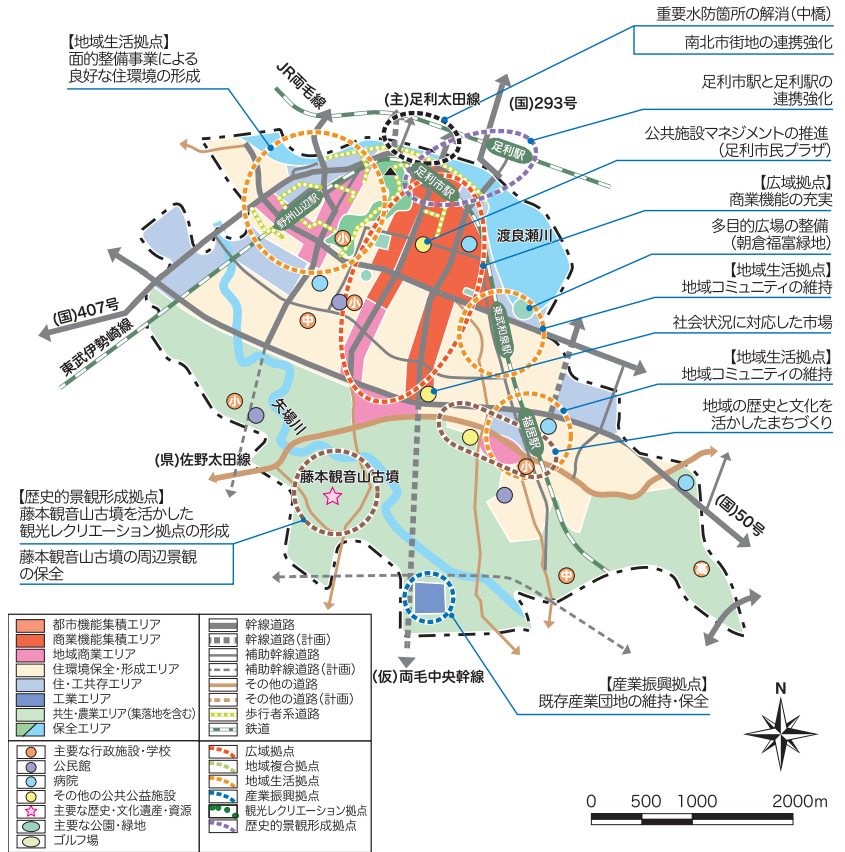 重要水防箇所の解消（中橋）
南北市街地の連携強化
【地域生活拠点】
面的整備事業による
良好な住環境の形成
JR両毛線
(主)足利太田線
(国)293号
足利市駅と足利駅の
連携強化
足利駅
公共施設マネジメントの推進
（足利市民プラザ）
足利市駅
野州山辺駅
【広域拠点】
商業機能の充実
小
渡良瀬川
多目的広場の整備
（朝倉福富緑地）
【地域生活拠点】
地域コミュニティの維持
(国)407号
小
中
東武和泉駅
社会状況に対応した市場
東武伊勢崎線
【地域生活拠点】
地域コミュニティの維持
小
矢場川
地域の歴史と文化を
活かしたまちづくり
福居駅
(県)佐野太田線
小
藤本観音山古墳
(国)50号
【歴史的景観形成拠点】
藤本観音山古墳を活かした
観光レクリエーション拠点の形成
藤本観音山古墳の周辺景観
の保全
中
高
(仮)両毛中央幹線
【産業振興拠点】
既存産業団地の維持・保全
都市機能集積エリア
商業機能集積エリア
地域商業エリア
住環境保全・形成エリア
住・工共存エリア
工業エリア
共生・農業エリア(集落地を含む)
保全エリア
幹線道路
幹線道路(計画)
補助幹線道路
補助幹線道路(計画)
その他の道路
その他の道路(計画)
歩行者系道路
鉄道
主要な行政施設・学校
公民館
病院
その他の公共公益施設
主要な歴史・文化遺産・資源
主要な公園・緑地
ゴルフ場
広域拠点
地域複合拠点
地域生活拠点
産業振興拠点
観光レクリエーション拠点
歴史的景観形成拠点
N
0 500 1000 2000m